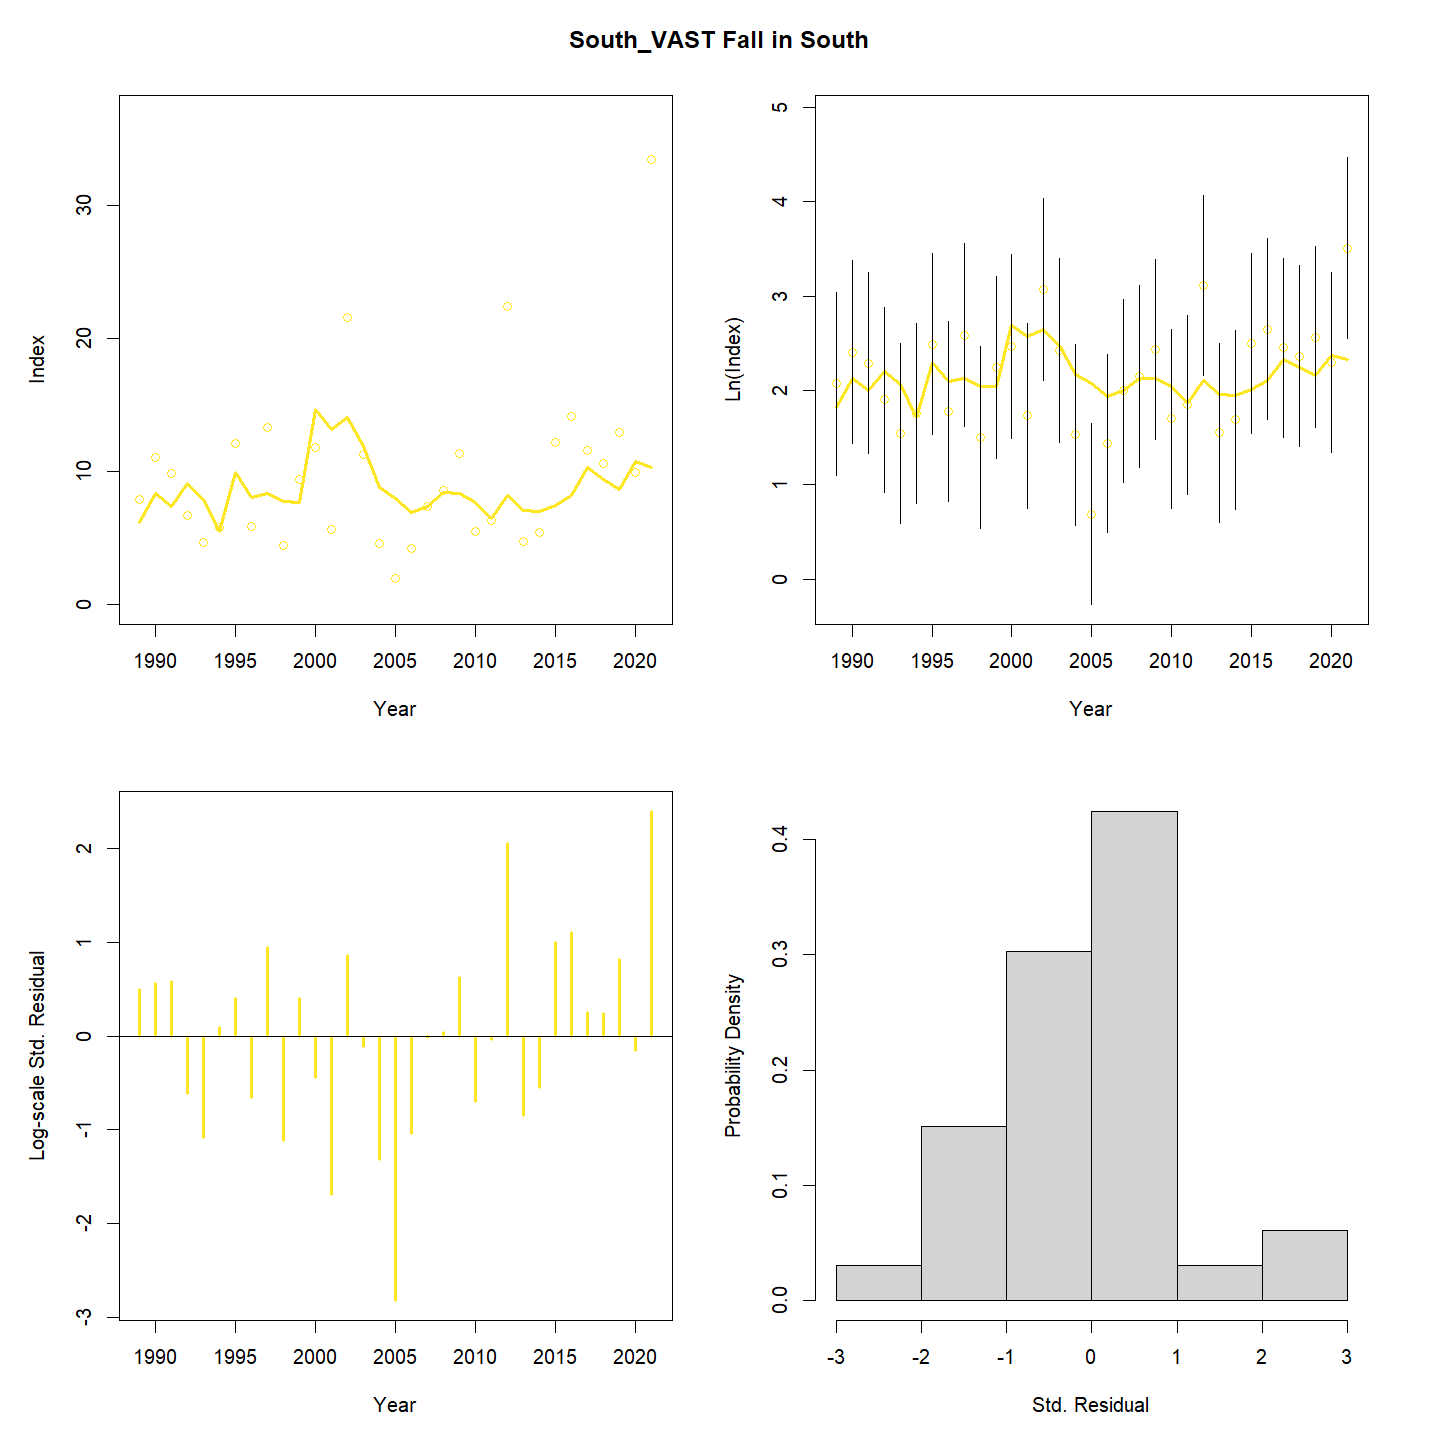 South_VAST Fall in South
Index
0 10 20 30
1990 1995 2000 2005 2010 2015 2020
Year
Ln(Index)
0 1 2 3 4 5
1990 1995 2000 2005 2010 2015 2020
Year
Log-scale Std. Residual
-3 -2 -1 0 1 2
1990 1995 2000 2005 2010 2015 2020
Year
Probability Density
0.0 0.1 0.2 0.3 0.4
-3 -2 -1 0 1 2 3
Std. Residual